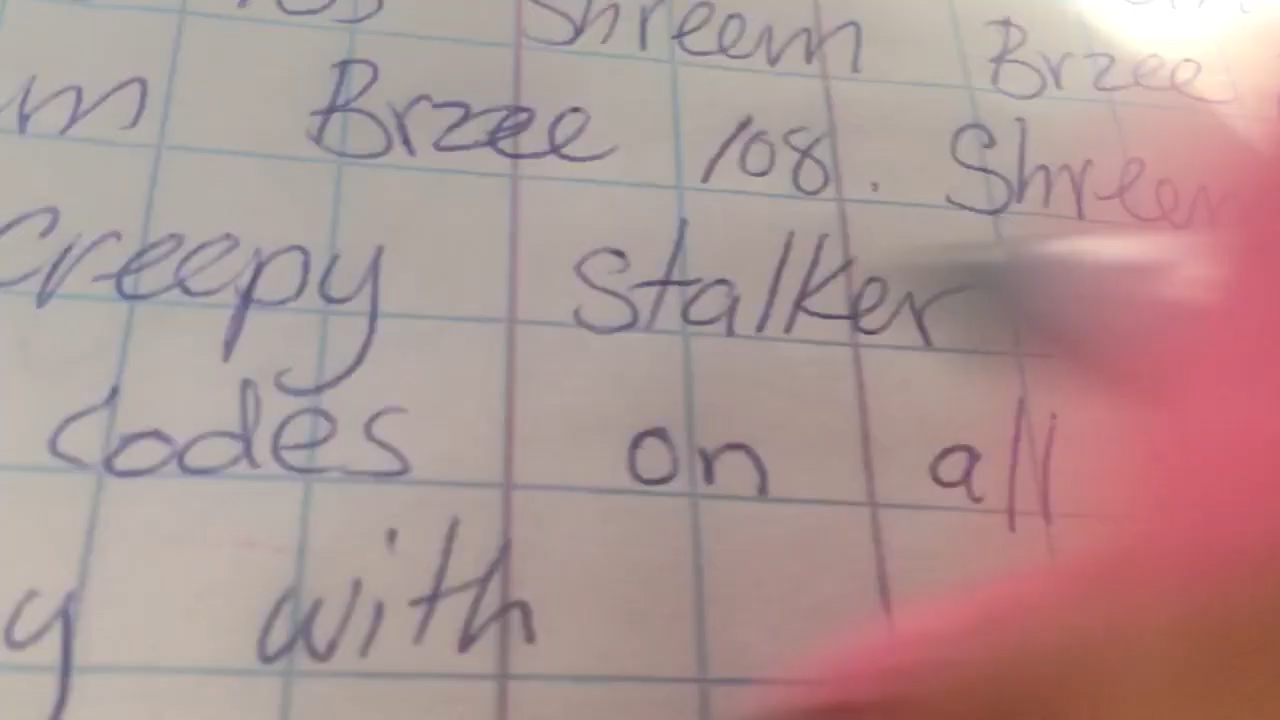 Shreem Brzee
m Brzee 108. Shreem
creepy stalker
codes on all
y with